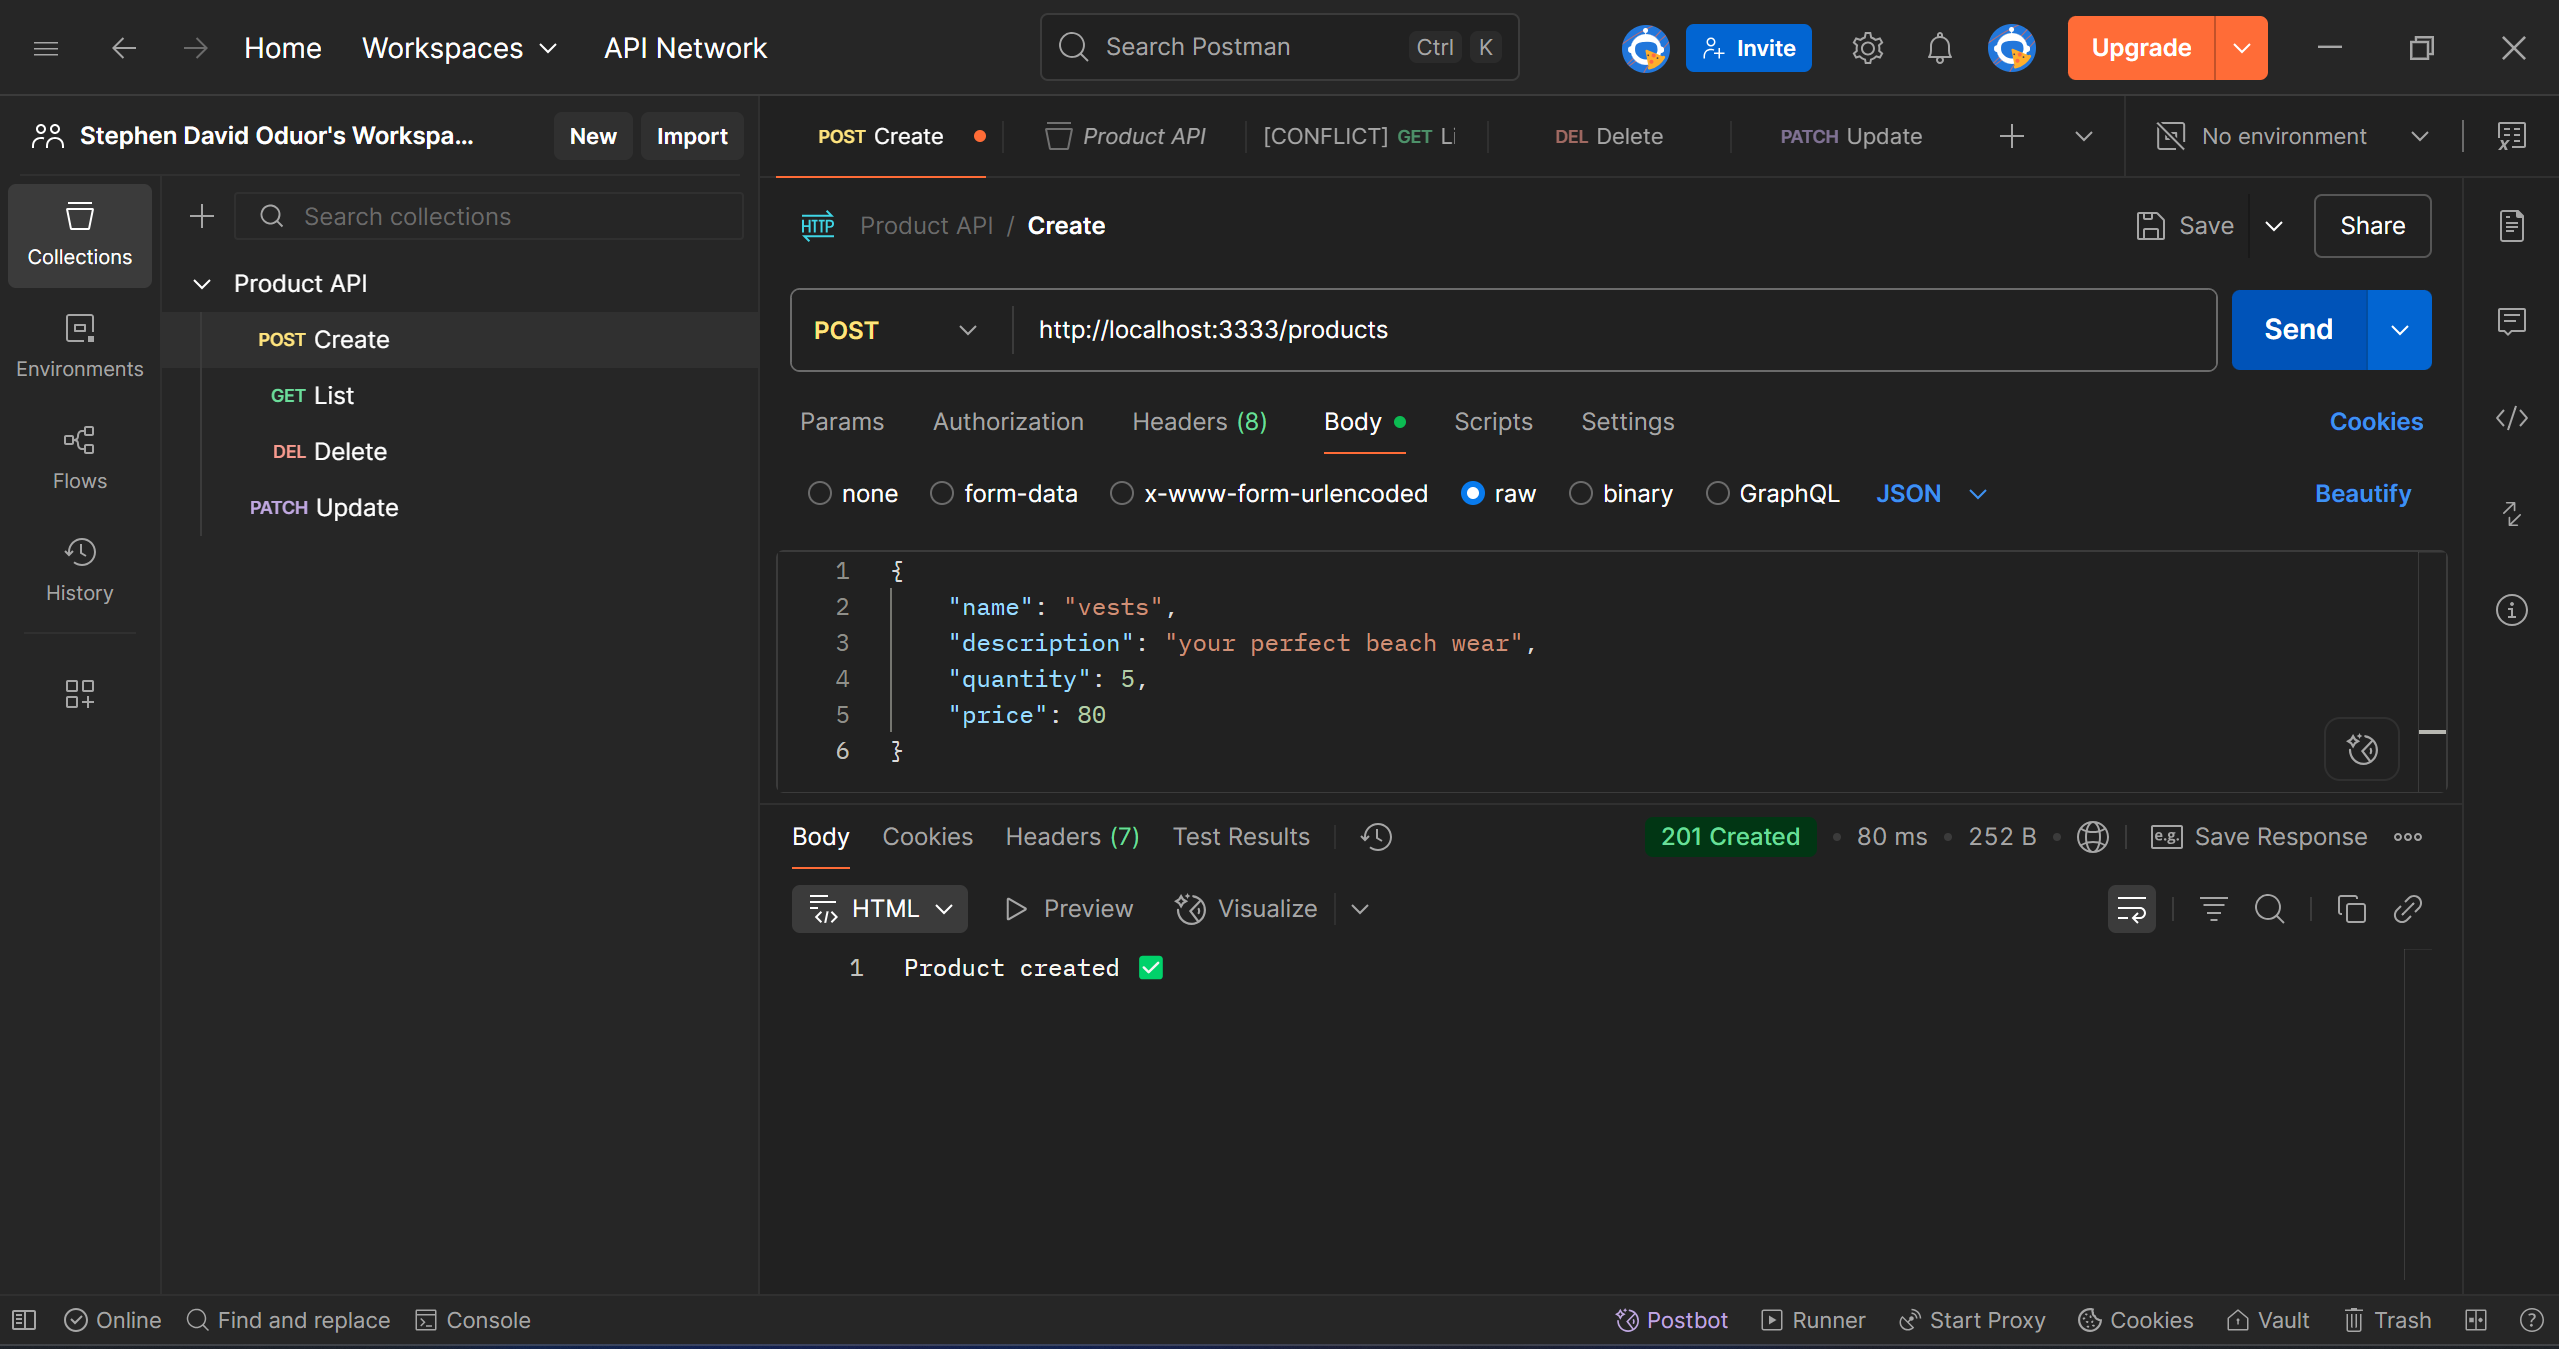 Home Workspaces API Network Search Postman Ctrl K Invite Upgrade
Stephen David Oduor's Workspa... New Import
POST Create Product API [CONFLICT] GET Li DEL Delete PATCH Update No environment
Collections
Environments
Flows
History
Search collections
Product API
POST Create
GET List
DEL Delete
PATCH Update
HTTP Product API / Create Save Share
POST http://localhost:3333/products Send
Params Authorization Headers (8) Body Scripts Settings Cookies
none form-data x-www-form-urlencoded raw binary GraphQL JSON Beautify
1 {
2 "name": "vests",
3 "description": "your perfect beach wear",
4 "quantity": 5,
5 "price": 80
6 }
Body Cookies Headers (7) Test Results 201 Created • 80 ms • 252 B • e.g. Save Response
HTML Preview Visualize
1 Product created ✅
Online Find and replace Console Postbot Runner Start Proxy Cookies Vault Trash